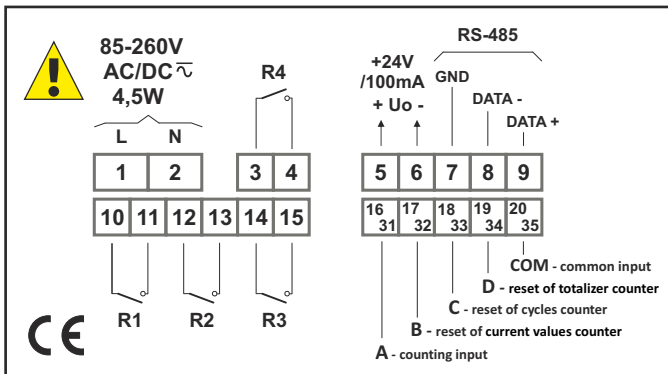 85-260V
AC/DC
4,5W
L N
R4
+24V
/100mA
+ Uo -
RS-485
GND
DATA -
DATA +
1 2 3 4 5 6 7 8 9
10 11 12 13 14 15 16 31 17 32 18 33 19 34 20 35
R1 R2 R3
COM - common input
D - reset of totalizer counter
C - reset of cycles counter
B - reset of current values counter
A - counting input
CE